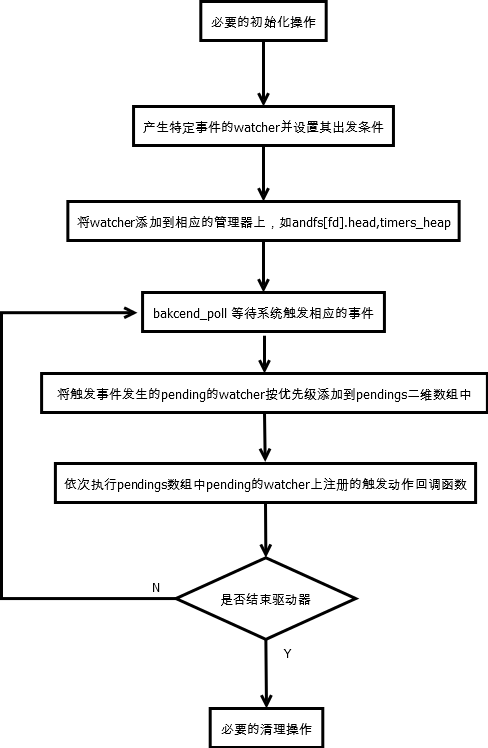 必要的初始化操作
产生特定事件的watcher并设置其出发条件
将watcher添加到相应的管理器上，如andfs[fd].head,timers_heap
bakcend_poll 等待系统触发相应的事件
将触发事件发生的pending的watcher按优先级添加到pendings二维数组中
依次执行pendings数组中pending的watcher上注册的触发动作回调函数
是否结束驱动器
N
Y
必要的清理操作